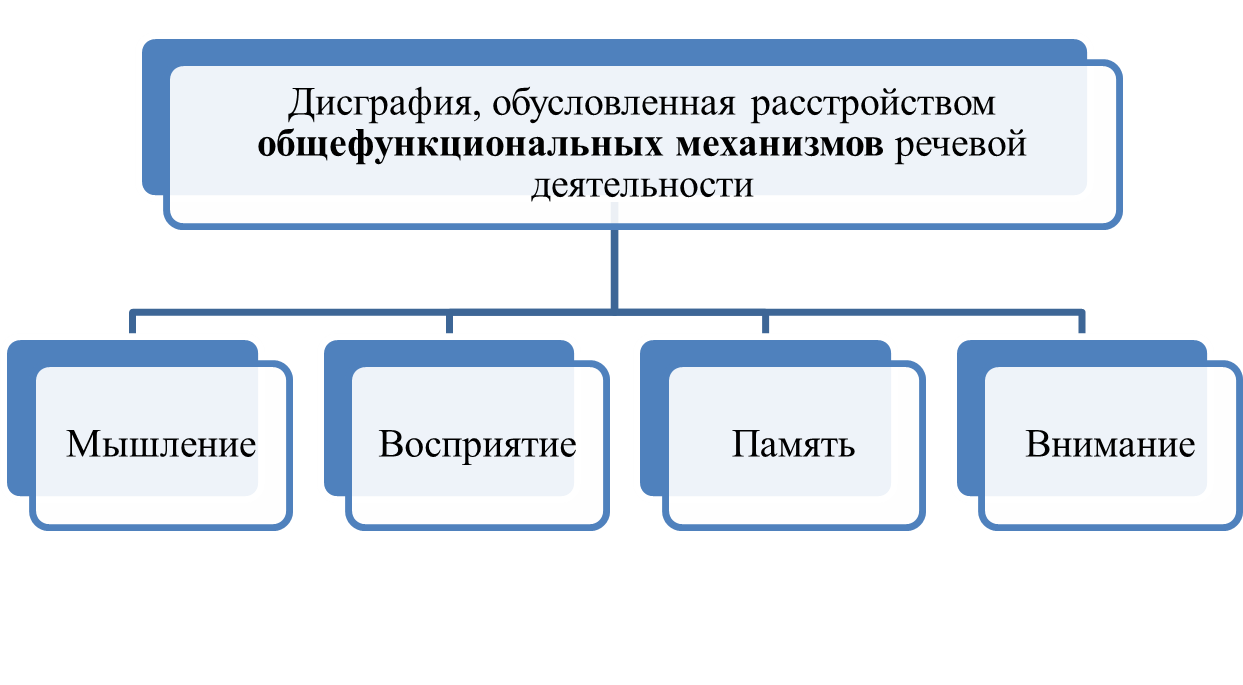 Дисграфия, обусловленная расстройством
общефункциональных механизмов речевой
деятельности
Мышление
Восприятие
Память
Внимание